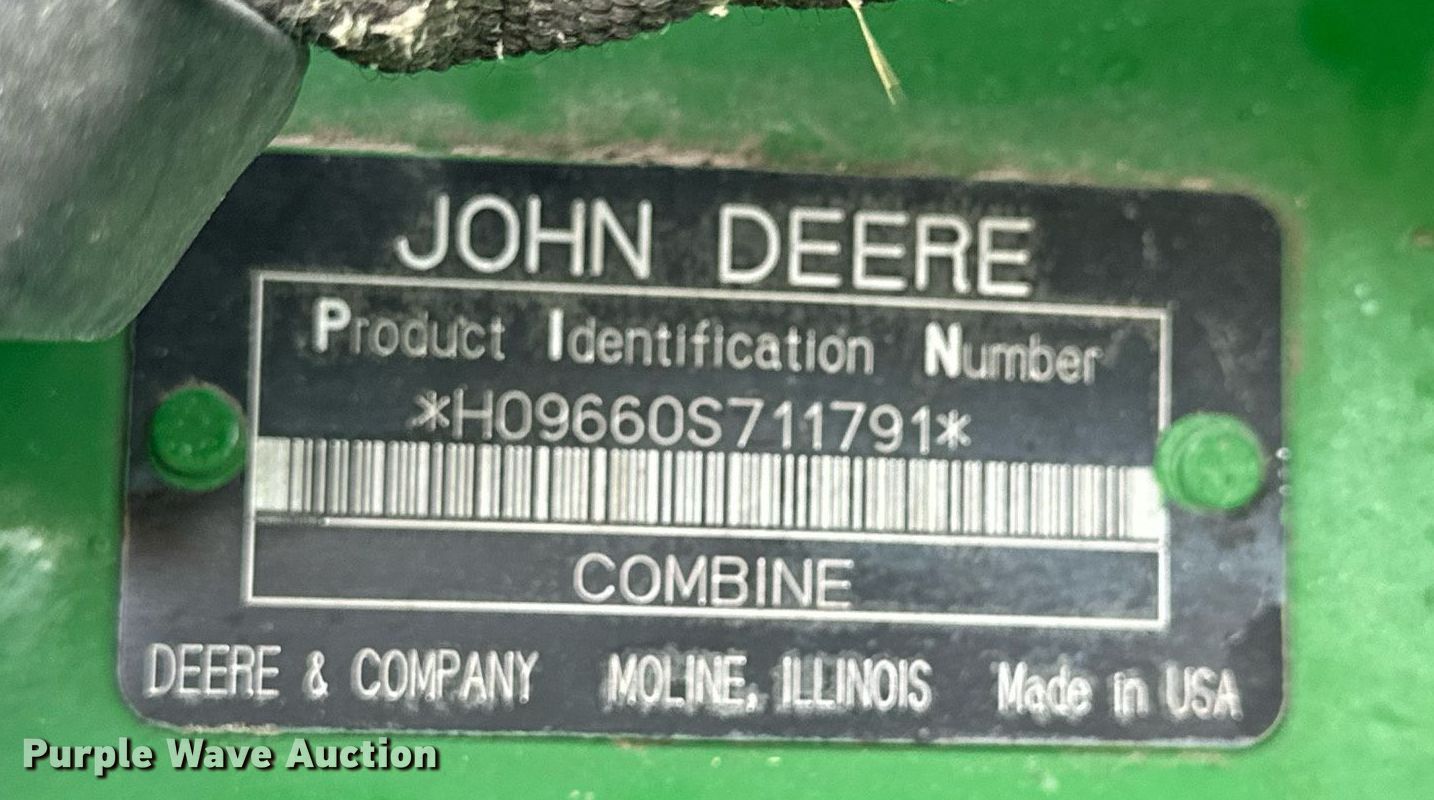 JOHN DEERE
Product Identification Number
*H09660S711791*
COMBINE
DEERE & COMPANY MOLINE, ILLINOIS Made in USA
Purple Wave Auction